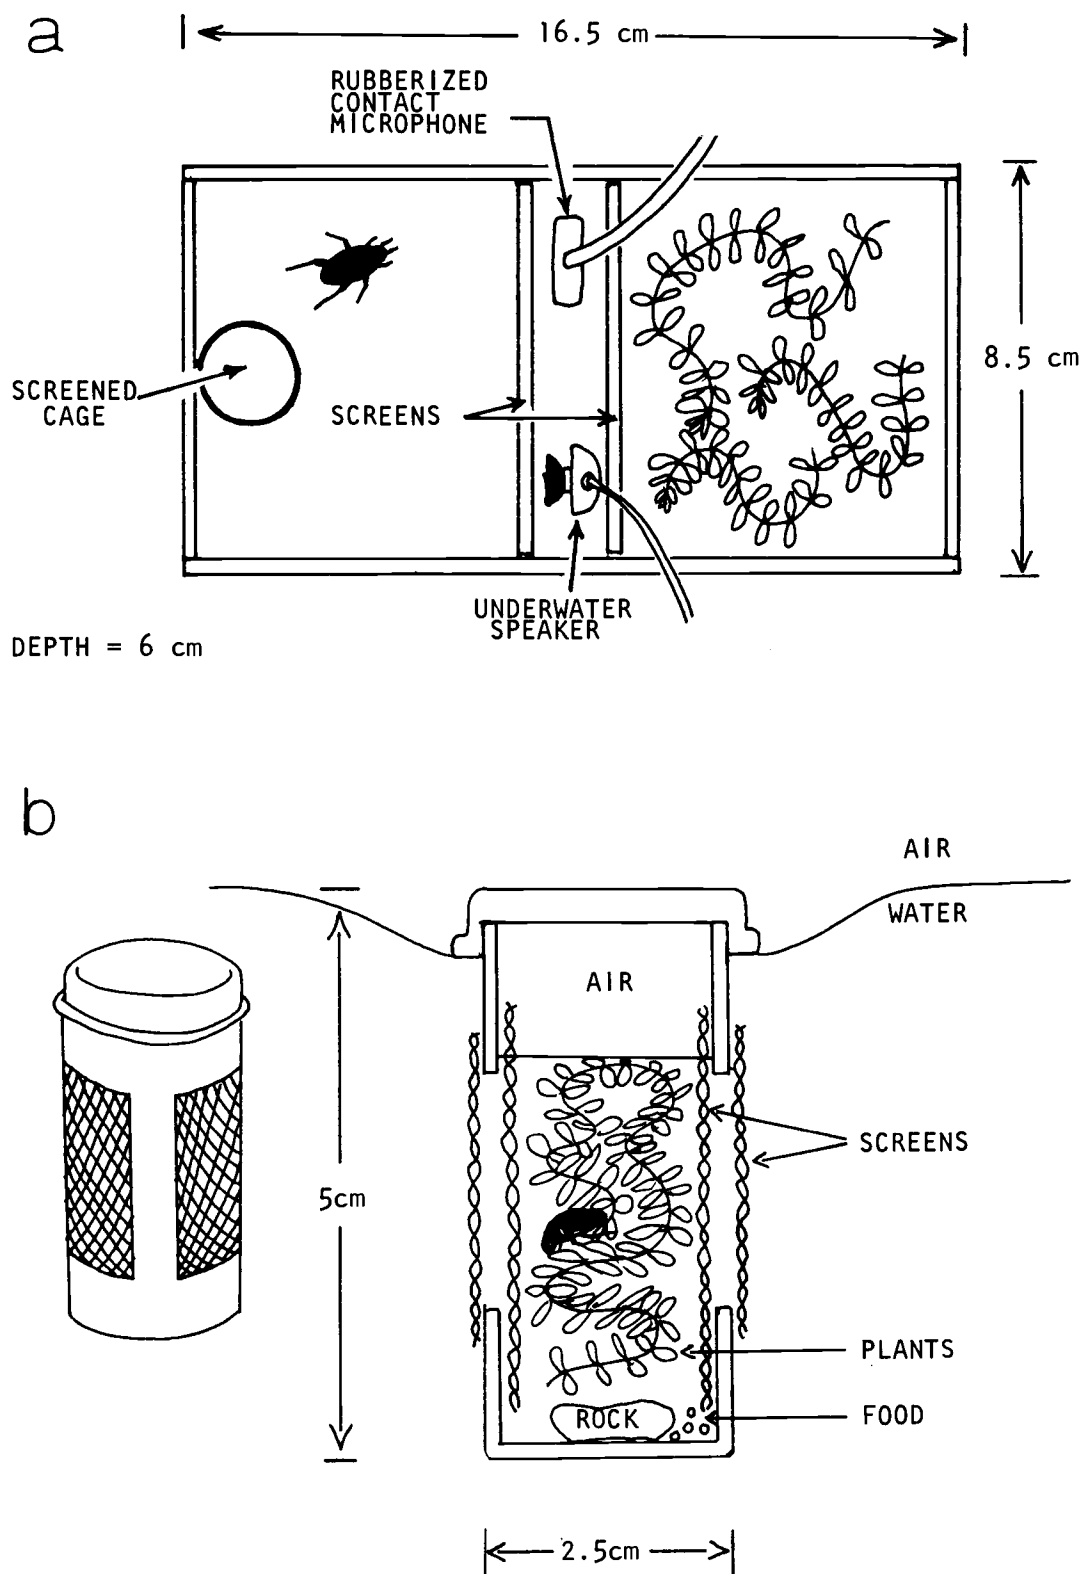 a
16.5 cm
RUBBERIZED
CONTACT
MICROPHONE
8.5 cm
SCREENED
CAGE
SCREENS
UNDERWATER
SPEAKER
DEPTH = 6 cm
b
AIR
WATER
AIR
SCREENS
5cm
PLANTS
ROCK
FOOD
2.5cm